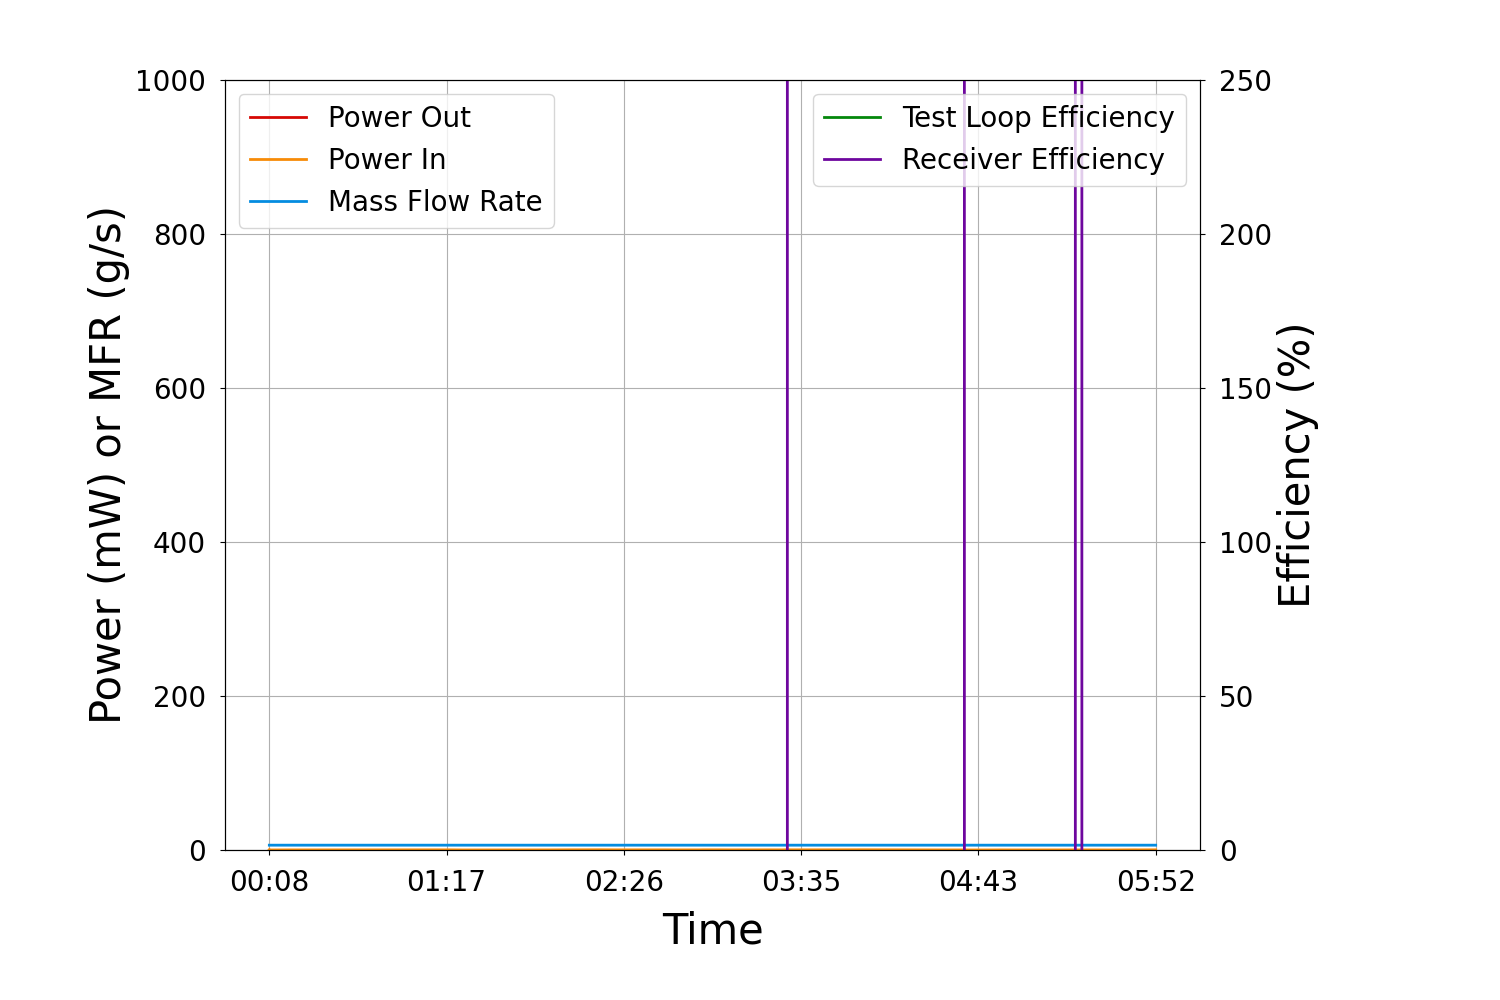 Power (mW) or MFR (g/s)
1000
800
600
400
200
0
Power Out
Power In
Mass Flow Rate
Test Loop Efficiency
Receiver Efficiency
250
200
150
100
50
0
Efficiency (%)
00:08 01:17 02:26 03:35 04:43 05:52
Time